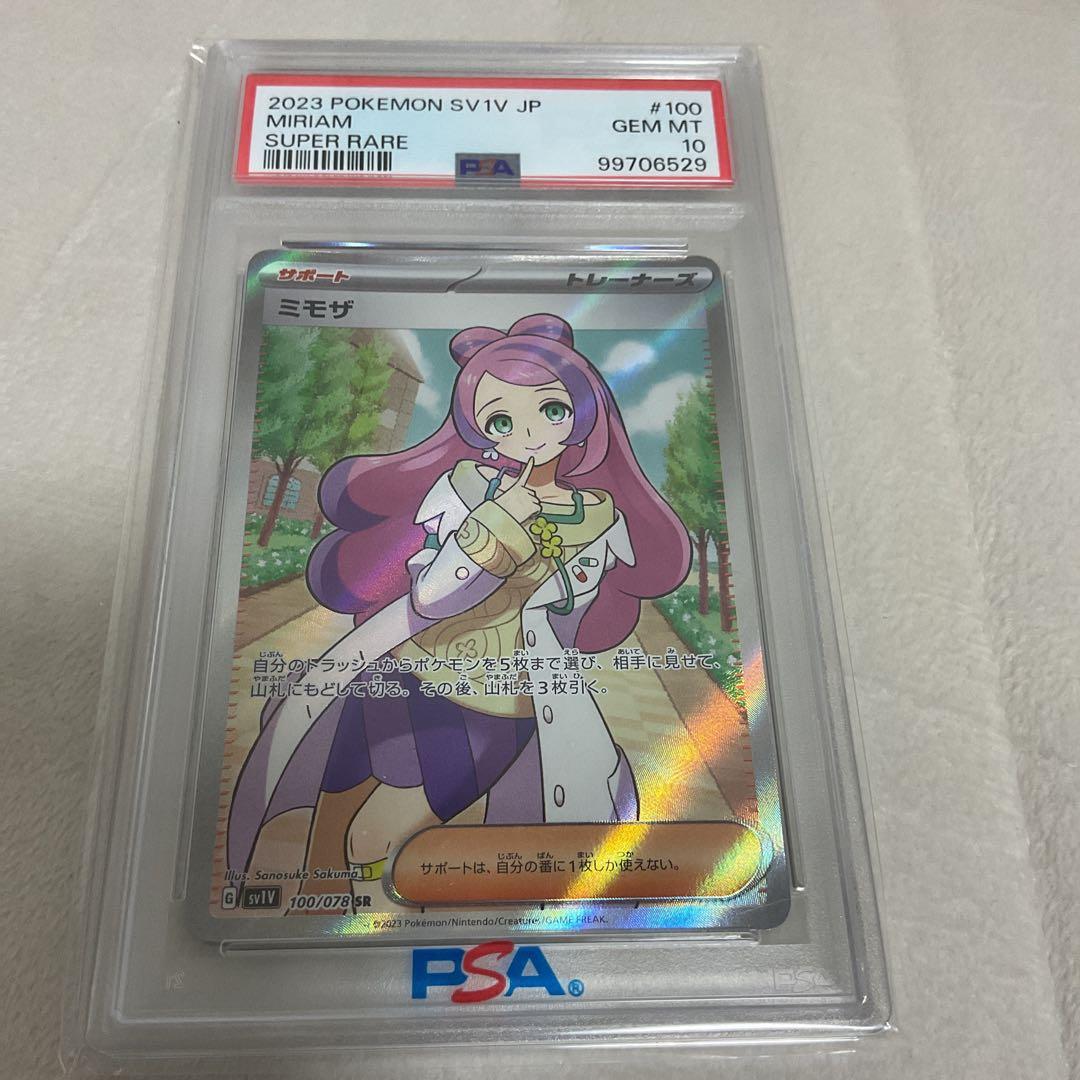 2023 POKEMON SV1V JP #100
MIRIAM GEM MT
SUPER RARE 10
PSA 99706529
サポート トレーナーズ
ミモザ
自分のトラッシュからポケモンを5枚まで選び、相手に見せて、
山札にもどして切る。その後、山札を3枚引く。
サポートは、自分の番に1枚しか使えない。
Illus. Sanosuke Sakuma
G SV1V 100/078 SR
©2023 Pokémon/Nintendo/Creatures/GAME FREAK.
PSA®